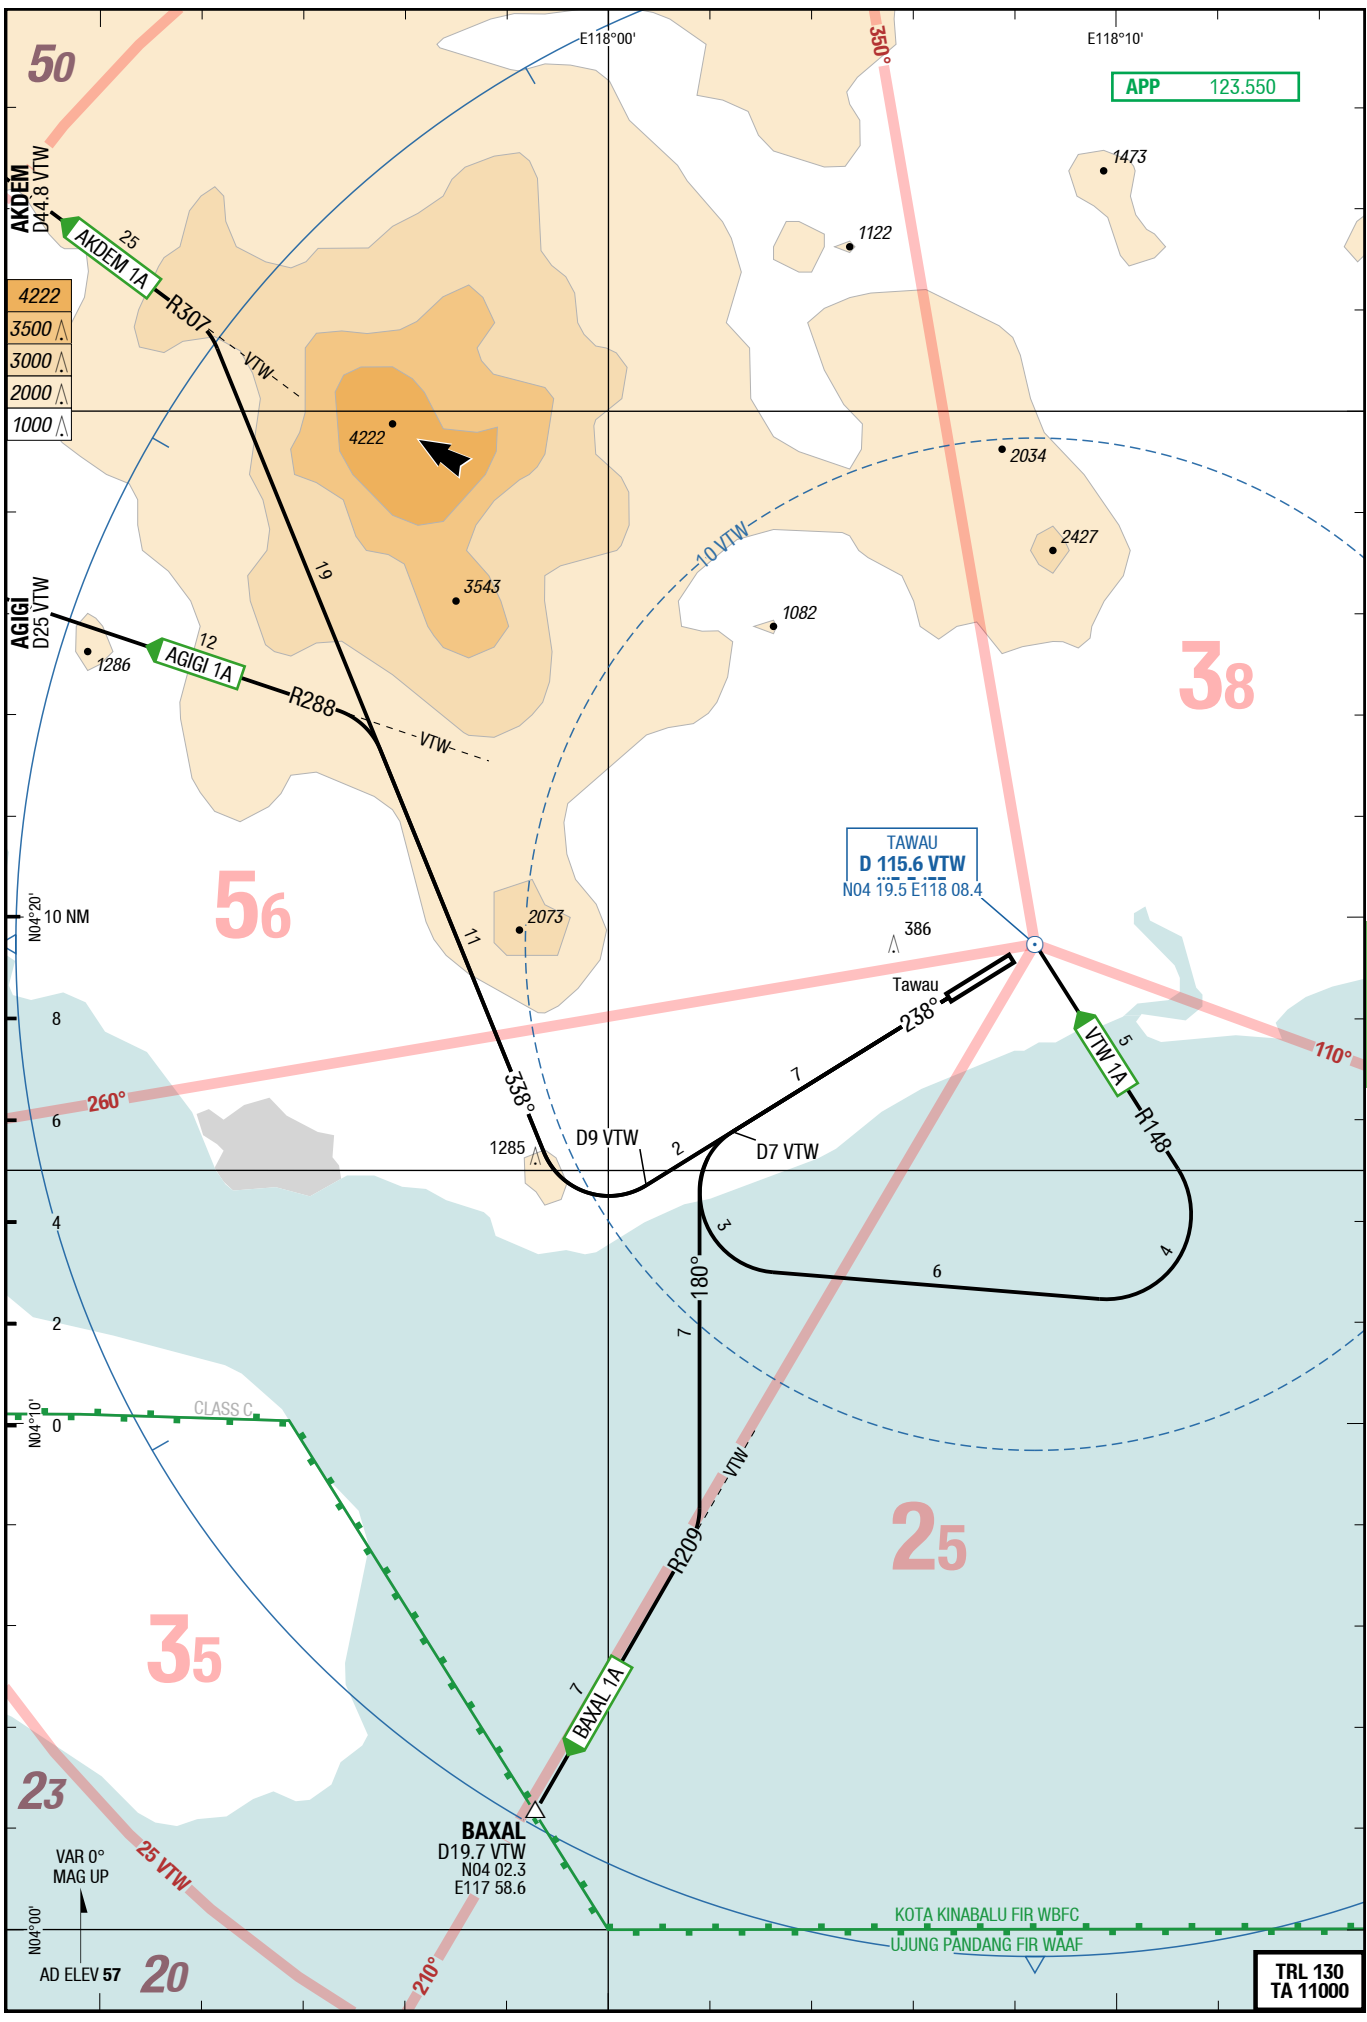 50
E118°00'
350°
E118°10'
APP 123.550
AKDEM
D44.8 VTW
25
AKDEM 1A
R307
VTW
1473
1122
4222
3500
3000
2000
1000
4222
2034
10 VTW
2427
19
3543
1082
AGIGI
D25 VTW
12
AGIGI 1A
1286
R288
VTW
38
TAWAU
D 115.6 VTW
N04 19.5 E118 08.4
56
N04°20'
10 NM
2073
11
386
Tawau
238°
8
5
VTW 1A
110°
260°
338°
7
6
1285
D9 VTW
2
D7 VTW
R148
4
3
180°
6
4
7
2
CLASS C
N04°10'
0
VTW
R209
25
35
7
BAXAL 1A
23
BAXAL
D19.7 VTW
N04 02.3
E117 58.6
25 VTW
VAR 0°
MAG UP
N04°00'
KOTA KINABALU FIR WBFC
UJUNG PANDANG FIR WAAF
AD ELEV 57
20
210°
TRL 130
TA 11000